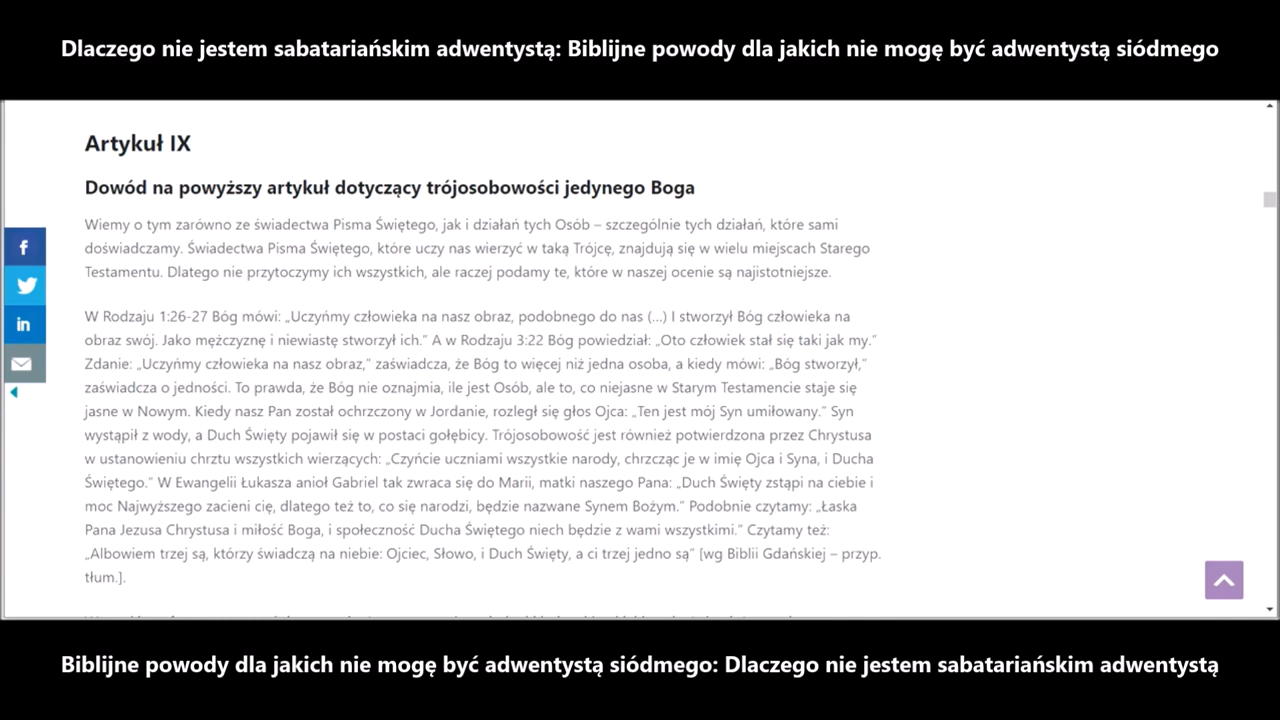 Dlaczego nie jestem sabatariańskim adwentystą: Biblijne powody dla jakich nie mogę być adwentystą siódmego
Artykuł IX
Dowód na powyższy artykuł dotyczący trójosobowości jedynego Boga
Wiemy o tym zarówno ze świadectwa Pisma Świętego, jak i działań tych Osób – szczególnie tych działań, które sami
doświadczamy. Świadectwa Pisma Świętego, które uczy nas wierzyć w taką Trójcę, znajdują się w wielu miejscach Starego
Testamentu. Dlatego nie przytoczymy ich wszystkich, ale raczej podamy te, które w naszej ocenie są najistotniejsze.
W Rodzaju 1:26-27 Bóg mówi: „Uczyńmy człowieka na nasz obraz, podobnego do nas (...) I stworzył Bóg człowieka na
obraz swój. Jako mężczyznę i niewiastę stworzył ich.” A w Rodzaju 3:22 Bóg powiedział: „Oto człowiek stał się taki jak my.”
Zdanie: „Uczyńmy człowieka na nasz obraz,” zaświadcza, że Bóg to więcej niż jedna osoba, a kiedy mówi: „Bóg stworzył,”
zaświadcza o jedności. To prawda, że Bóg nie oznajmia, ile jest Osób, ale to, co niejasne w Starym Testamencie staje się
jasne w Nowym. Kiedy nasz Pan został ochrzczony w Jordanie, rozległ się głos Ojca: „Ten jest mój Syn umiłowany.” Syn
wystąpił z wody, a Duch Święty pojawił się w postaci gołębicy. Trójosobowość jest również potwierdzona przez Chrystusa
w ustanowieniu chrztu wszystkich wierzących: „Czyńcie uczniami wszystkie narody, chrzcząc je w imię Ojca i Syna, i Ducha
Świętego.” W Ewangelii Łukasza anioł Gabriel tak zwraca się do Marii, matki naszego Pana: „Duch Święty zstąpi na ciebie i
moc Najwyższego zacieni cię, dlatego też to, co się narodzi, będzie nazwane Synem Bożym.” Podobnie czytamy: „Łaska
Pana Jezusa Chrystusa i miłość Boga, i społeczność Ducha Świętego niech będzie z wami wszystkimi.” Czytamy też:
„Albowiem trzej są, którzy świadczą na niebie: Ojciec, Słowo, i Duch Święty, a ci trzej jedno są” [wg Biblii Gdańskiej – przyp.
tłum.].
Biblijne powody dla jakich nie mogę być adwentystą siódmego: Dlaczego nie jestem sabatariańskim adwentystą